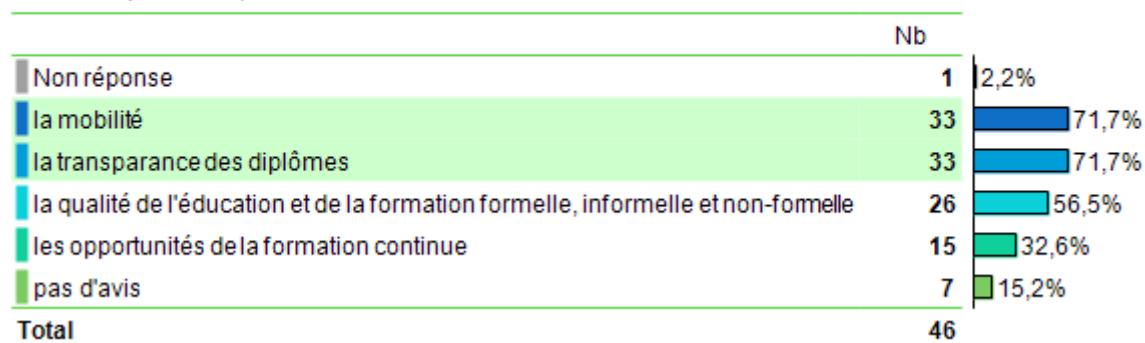 Nb
Non réponse 1 2,2%
la mobilité 33 71,7%
la transparance des diplômes 33 71,7%
la qualité de l'éducation et de la formation formelle, informelle et non-formelle 26 56,5%
les opportunités de la formation continue 15 32,6%
pas d'avis 7 15,2%
Total 46